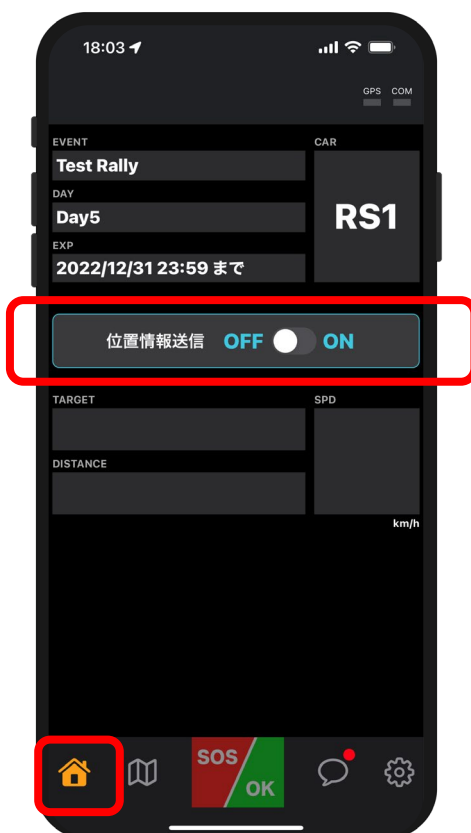 18:03
GPS COM
EVENT
CAR
Test Rally
DAY
RS1
Day5
EXP
2022/12/31 23:59 まで
位置情報送信 OFF ON
TARGET
SPD
DISTANCE
km/h
SOS
OK